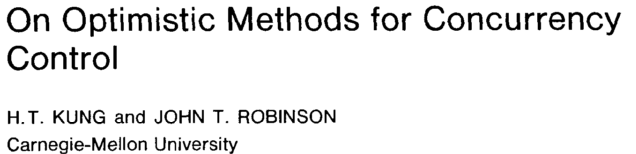 On Optimistic Methods for Concurrency
Control
H.T. KUNG and JOHN T. ROBINSON
Carnegie-Mellon University